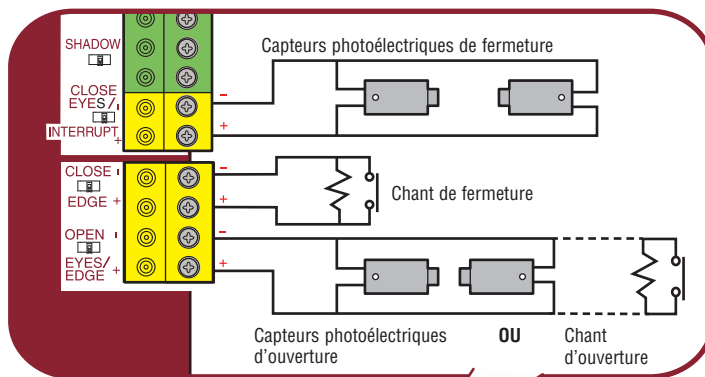 SHADOW
Capteurs photoélectriques de fermeture
CLOSE
EYES/ -
INTERRUPT +
-
+
CLOSE -
EDGE +
-
+
Chant de fermeture
OPEN -
EYES/
EDGE +
-
+
Capteurs photoélectriques
d'ouverture
OU
Chant
d'ouverture